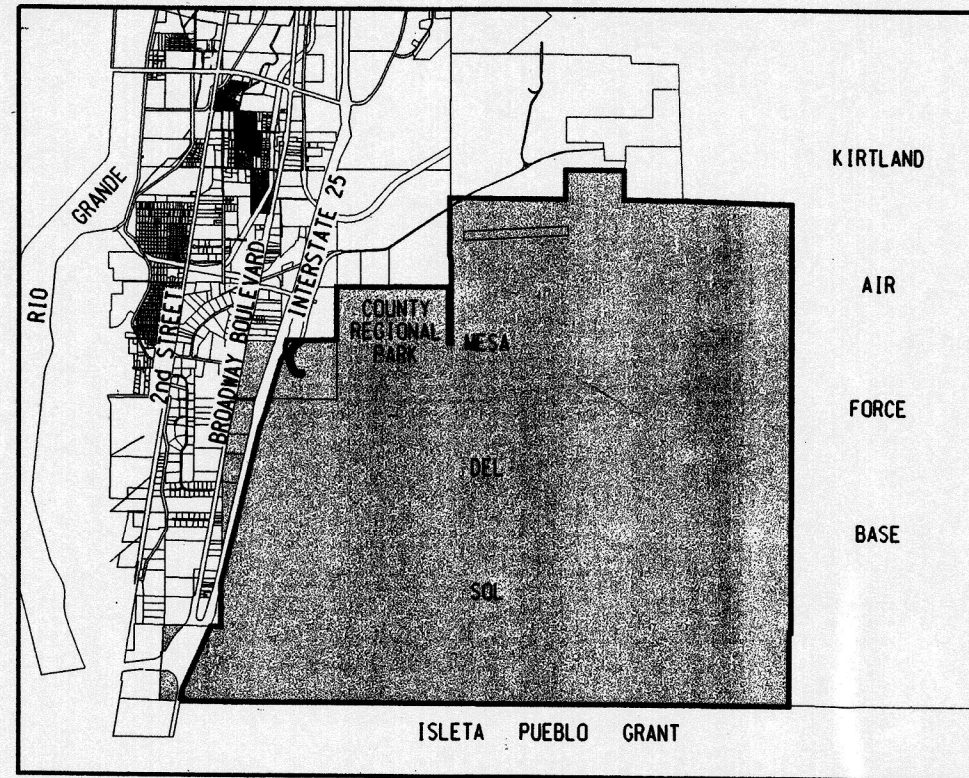 KIRTLAND
AIR
FORCE
BASE
RIO GRANDE
2nd STREET
BROADWAY BOULEVARD
INTERSTATE 25
COUNTY
REGIONAL
PARK
MESA
DEL
SOL
ISLETA PUEBLO GRANT